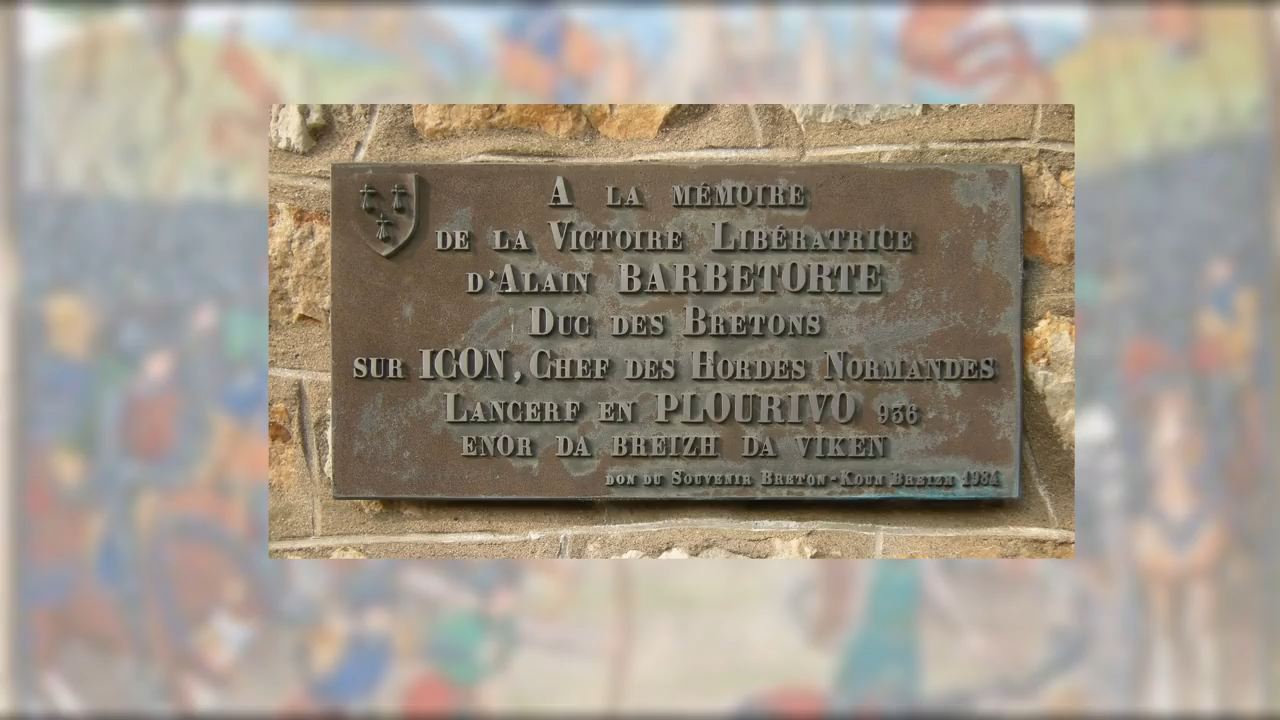 A LA MÉMOIRE
DE LA VICTOIRE LIBÉRATRICE
D'ALAIN BARBETORTE
DUC DES BRETONS
SUR ICON, CHEF DES HORDES NORMANDES
LANCERF EN PLOURIVO 936
ENOR DA BREIZH DA VIKEN
DON DU SOUVENIR BRETON-KOUN BREIZH 1984